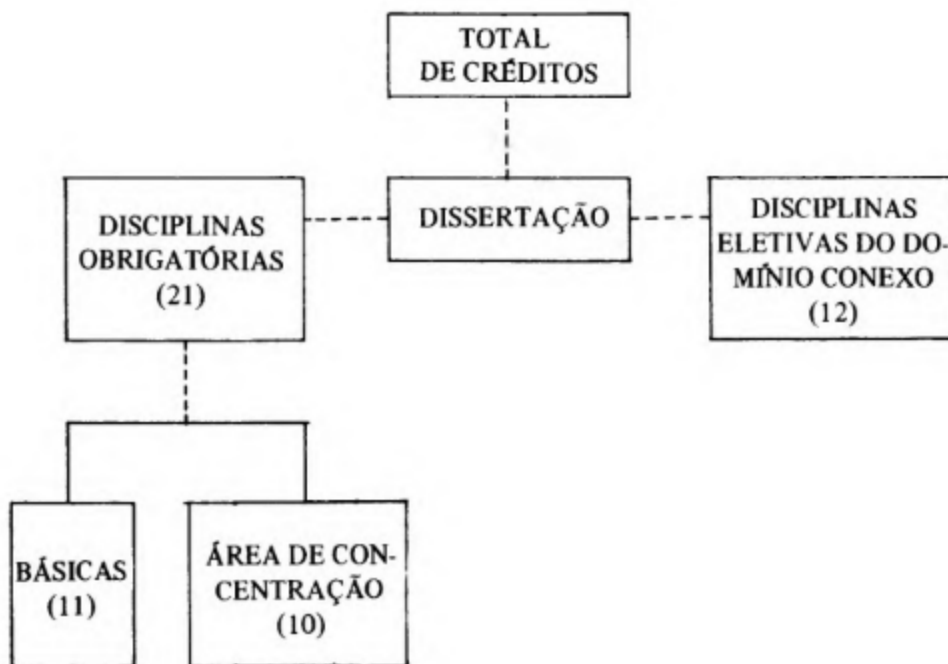 TOTAL
DE CRÉDITOS
DISCIPLINAS
OBRIGATÓRIAS
(21)
DISSERTAÇÃO
DISCIPLINAS
ELETIVAS DO DO-
MÍNIO CONEXO
(12)
BÁSICAS
(11)
ÁREA DE CON-
CENTRAÇÃO
(10)